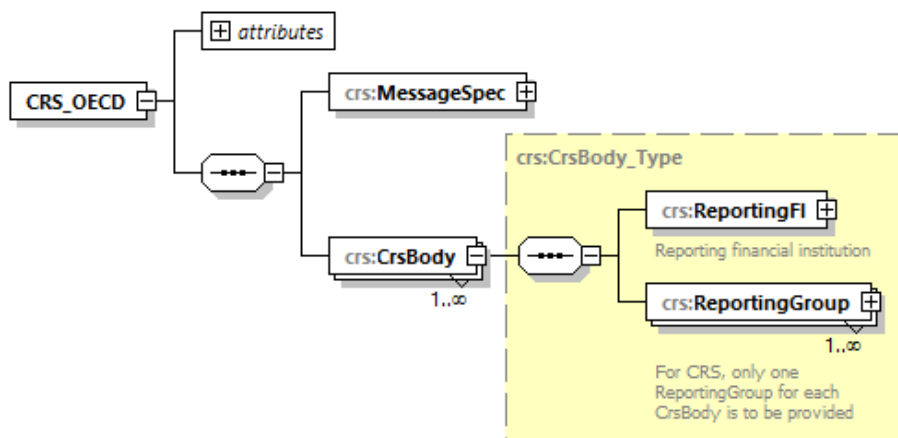 attributes
CRS_OECD
crs:MessageSpec
crs:CrsBody_Type
crs:ReportingFI
Reporting financial institution
crs:CrsBody
1..∞
crs:ReportingGroup
1..∞
For CRS, only one
ReportingGroup for each
CrsBody is to be provided